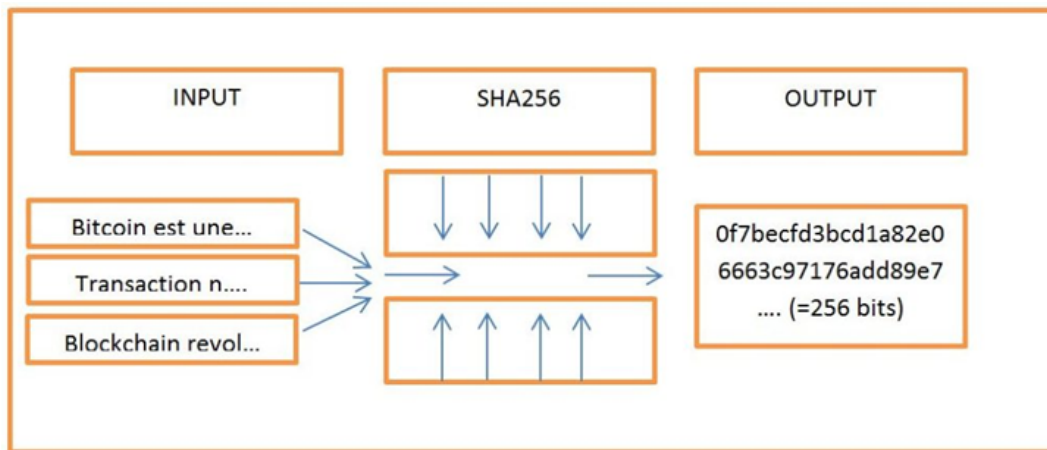 INPUT
SHA256
OUTPUT
Bitcoin est une...
Transaction n....
Blockchain revol...
0f7becfd3bcd1a82e0
6663c97176add89e7
.... (=256 bits)